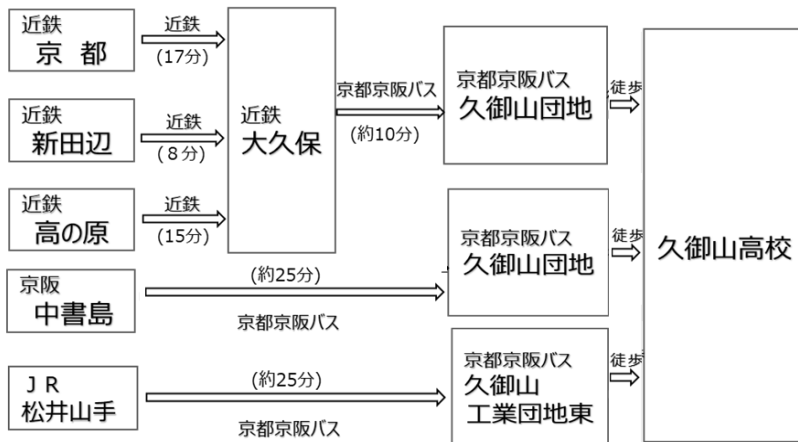 近鉄
京 都
近鉄
(17分)
近鉄
新田辺
近鉄
(８分)
近鉄
高の原
近鉄
(15分)
近鉄
大久保
京都京阪バス
(約10分)
京都京阪バス
久御山団地
徒歩
京阪
中書島
(約25分)
京都京阪バス
京都京阪バス
久御山団地
徒歩
ＪＲ
松井山手
(約25分)
京都京阪バス
京都京阪バス
久御山
工業団地東
徒歩
久御山高校